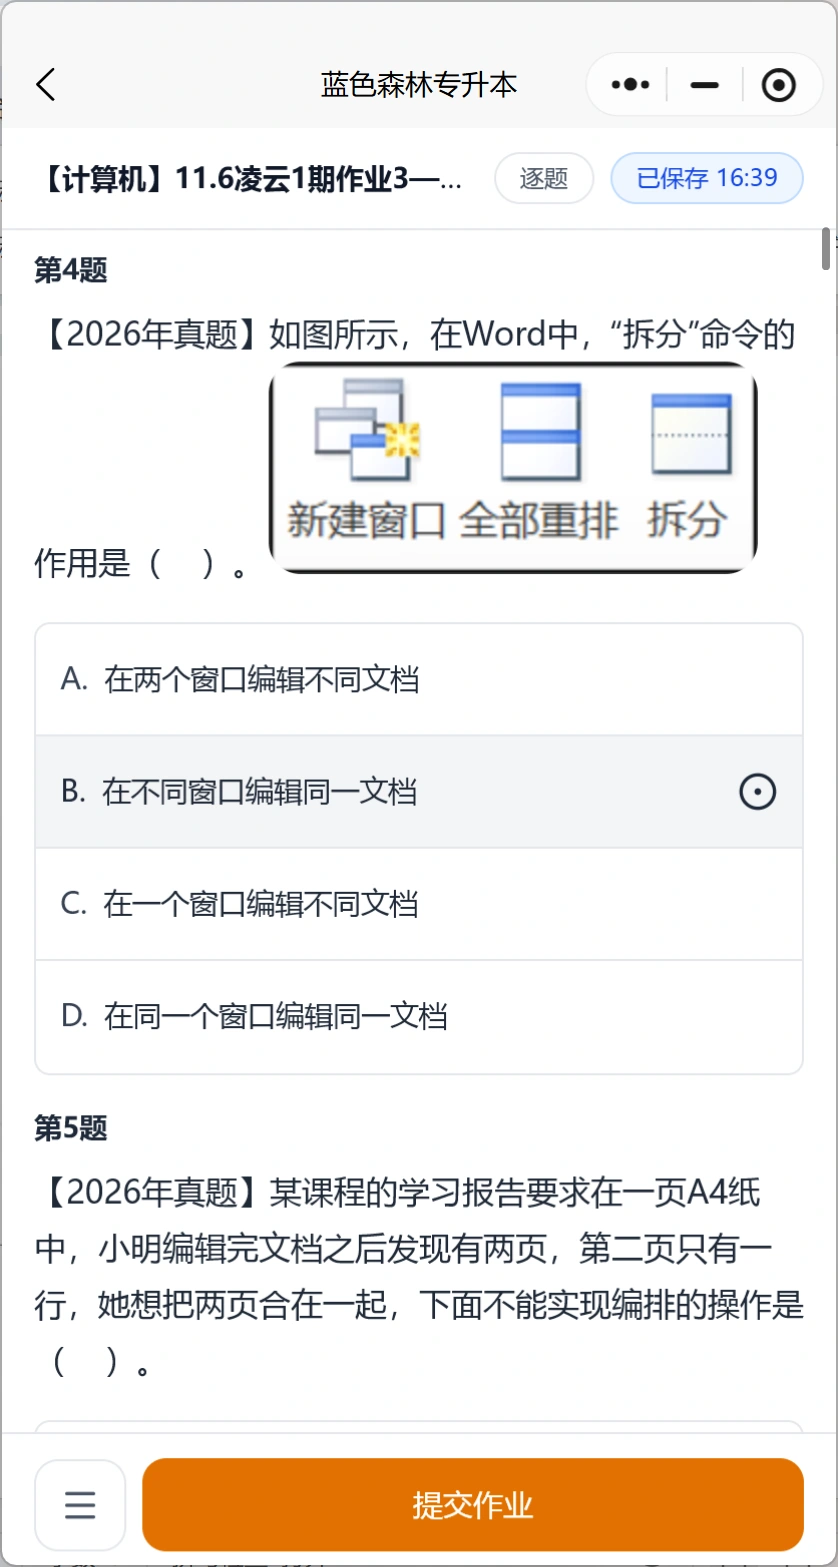 蓝色森林专升本
【计算机】11.6凌云1期作业3—...
逐题
已保存 16:39
第4题
【2026年真题】如图所示，在Word中，“拆分”命令的
新建窗口 全部重排 拆分
作用是（ ）。
A. 在两个窗口编辑不同文档
B. 在不同窗口编辑同一文档
C. 在一个窗口编辑不同文档
D. 在同一个窗口编辑同一文档
第5题
【2026年真题】某课程的学习报告要求在一页A4纸
中，小明编辑完文档之后发现有两页，第二页只有一
行，她想把两页合在一起，下面不能实现编排的操作是
（ ）。
提交作业